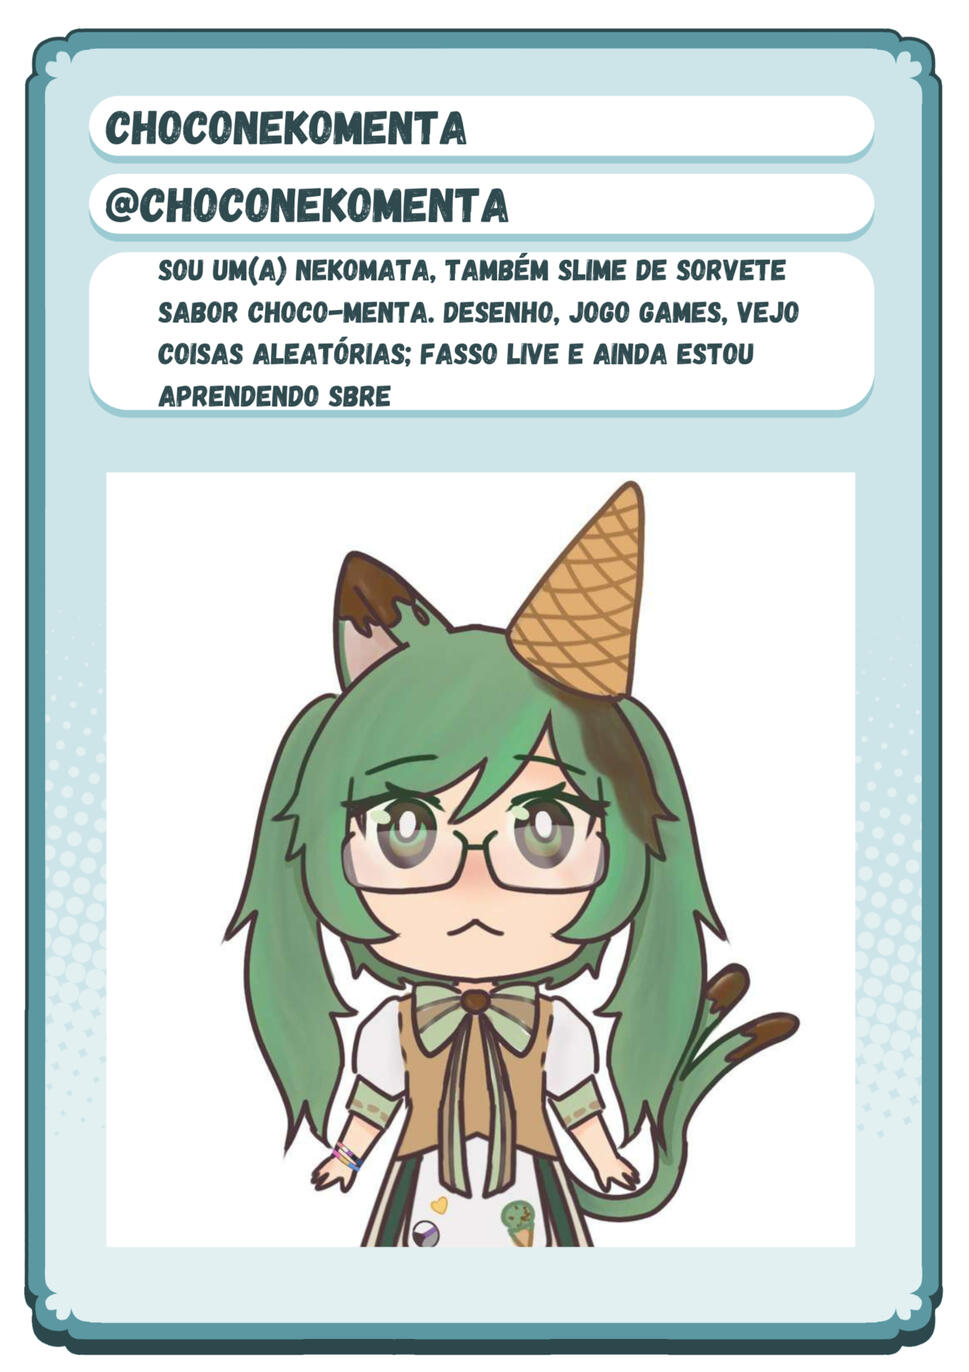 CHOCONEKOMENTA
@CHOCONEKOMENTA
SOU UM(A) NEKOMATA, TAMBÉM SLIME DE SORVETE
SABOR CHOCO-MENTA. DESENHO, JOGO GAMES, VEJO
COISAS ALEATÓRIAS; FASSO LIVE E AINDA ESTOU
APRENDENDO SBRE